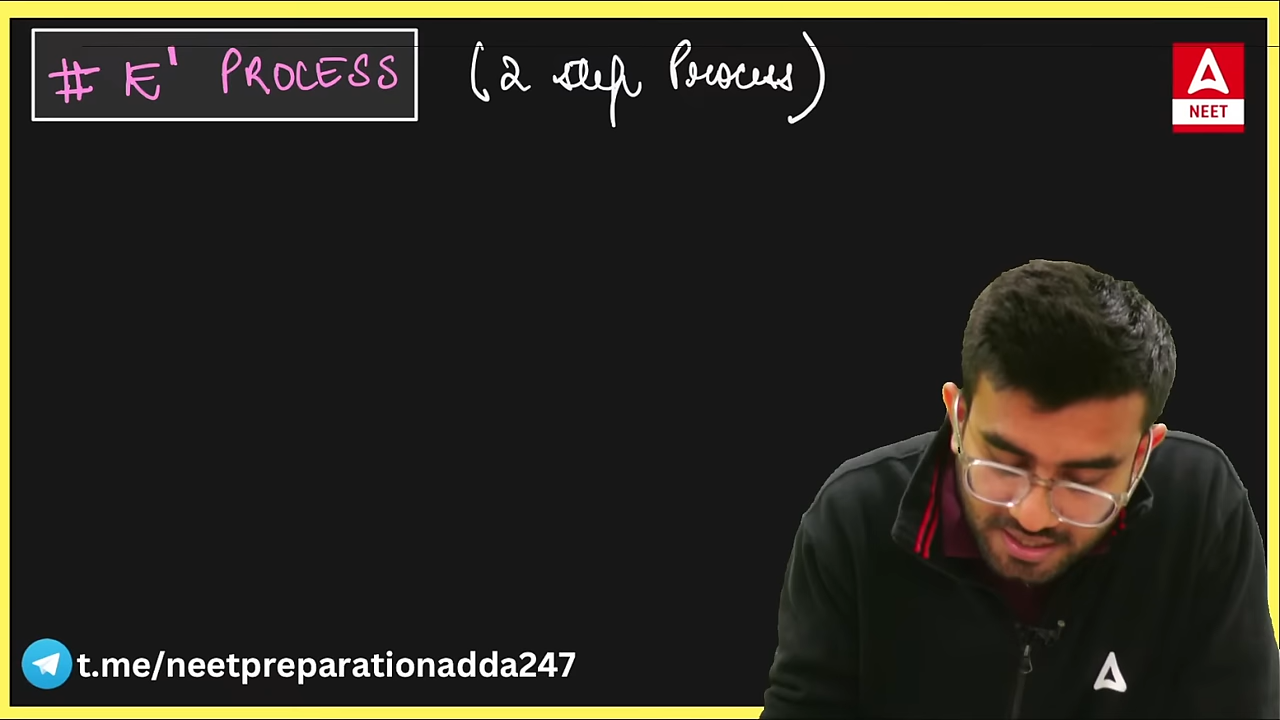 # E' PROCESS (2 step Process)
NEET
t.me/neetpreparationadda247